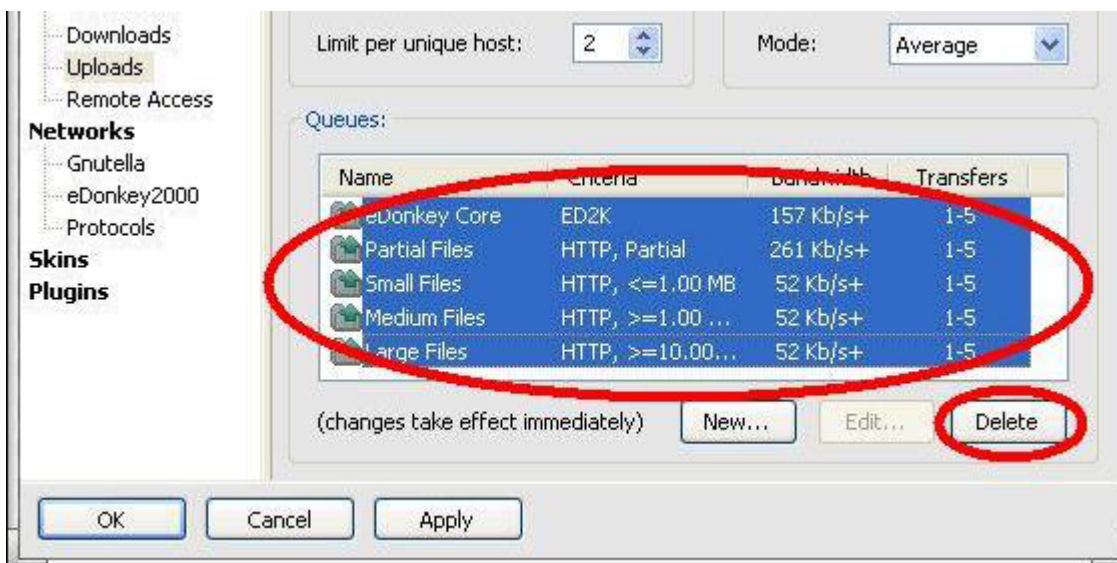 Downloads
Uploads
Remote Access
Networks
Gnutella
eDonkey2000
Protocols
Skins
Plugins
Limit per unique host: 2
Mode: Average
Queues:
Name Criteria Bandwidth Transfers
eDonkey Core ED2K 157 Kb/s+ 1-5
Partial Files HTTP, Partial 261 Kb/s+ 1-5
Small Files HTTP, <=1.00 MB 52 Kb/s+ 1-5
Medium Files HTTP, >=1.00 ... 52 Kb/s+ 1-5
Large Files HTTP, >=10.00... 52 Kb/s+ 1-5
(changes take effect immediately) New... Edit... Delete
OK Cancel Apply